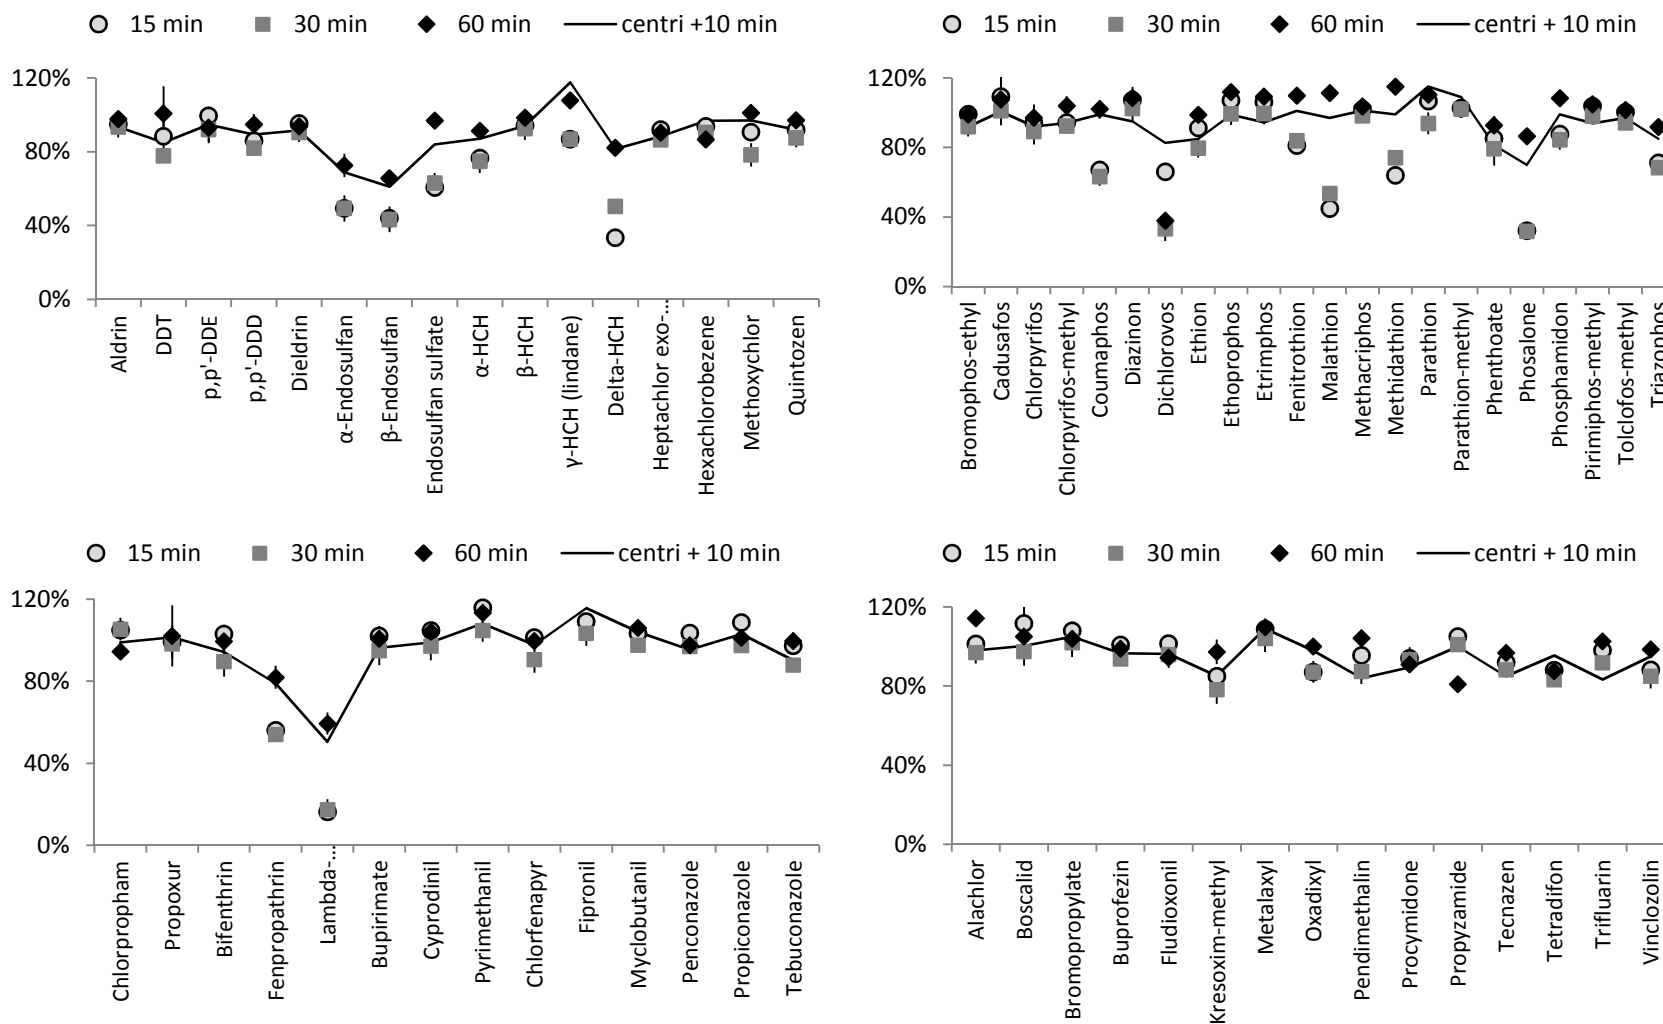 15 min 30 min 60 min centri +10 min
120%
80%
40%
0%
Aldrin
DDT
p,p'-DDE
p,p'-DDD
Dieldrin
α-Endosulfan
β-Endosulfan
Endosulfan sulfate
α-HCH
β-HCH
γ-HCH (lindane)
Delta-HCH
Heptachlor exo-...
Hexachlorobezene
Methoxychlor
Quintozen
15 min 30 min 60 min centri +10 min
120%
80%
40%
0%
Bromophos-ethyl
Cadusafos
Chlorpyrifos
Chlorpyrifos-methyl
Coumaphos
Diazinon
Dichlorovos
Ethion
Ethoprophos
Etrimphos
Fenitrothion
Malathion
Methacriphos
Methidathion
Parathion
Parathion-methyl
Phenthoate
Phosalone
Phosphamidon
Pirimiphos-methyl
Tolclofos-methyl
Triazophos
15 min 30 min 60 min centri + 10 min
120%
80%
40%
0%
Chlorpropham
Propoxur
Bifenthrin
Fenpropathrin
Lambda-...
Bupirimate
Cyprodinil
Pyrimethanil
Chlorfenapyr
Fipronil
Myclobutanil
Penconazole
Propiconazole
Tebuconazole
15 min 30 min 60 min centri + 10 min
120%
80%
40%
0%
Alachlor
Boscalid
Bromopropylate
Buprofezin
Fludioxonil
Kresoxim-methyl
Metalaxyl
Oxadixyl
Pendimethalin
Procymidone
Propyzamide
Tecnazen
Tetradifon
Trifluarin
Vinclozolin